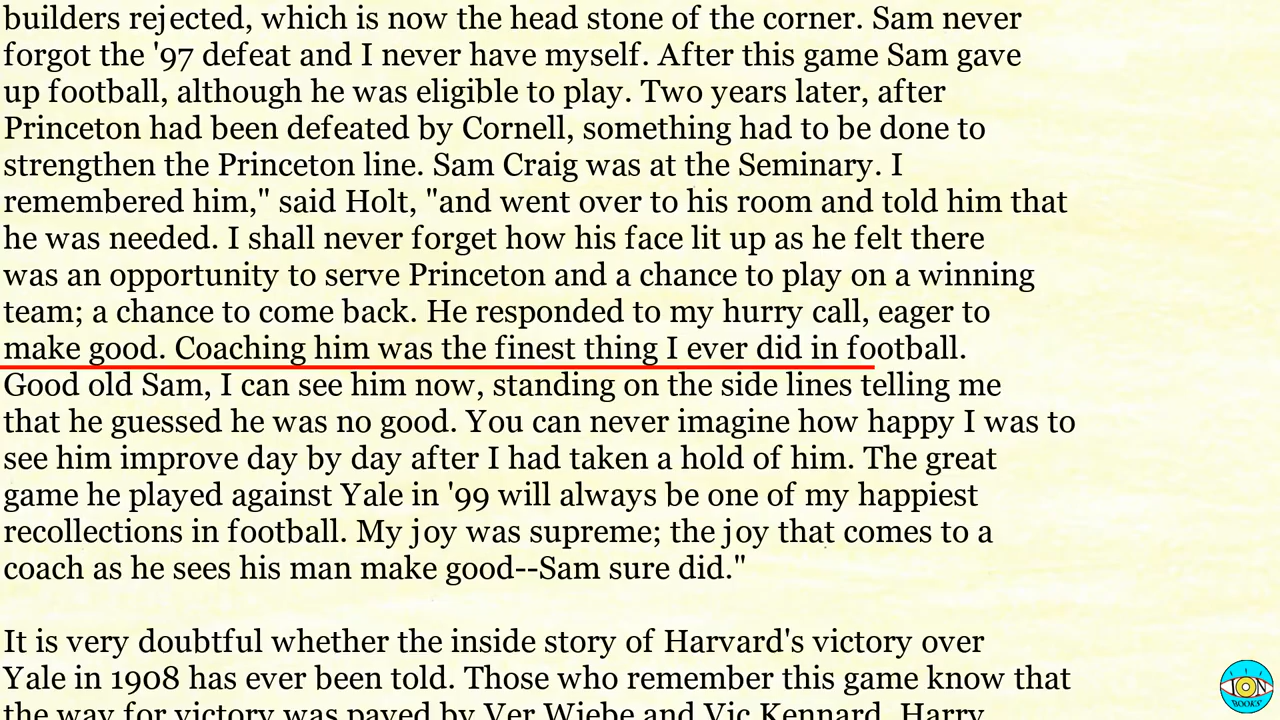 builders rejected, which is now the head stone of the corner. Sam never
forgot the '97 defeat and I never have myself. After this game Sam gave
up football, although he was eligible to play. Two years later, after
Princeton had been defeated by Cornell, something had to be done to
strengthen the Princeton line. Sam Craig was at the Seminary. I
remembered him," said Holt, "and went over to his room and told him that
he was needed. I shall never forget how his face lit up as he felt there
was an opportunity to serve Princeton and a chance to play on a winning
team; a chance to come back. He responded to my hurry call, eager to
make good. Coaching him was the finest thing I ever did in football.
Good old Sam, I can see him now, standing on the side lines telling me
that he guessed he was no good. You can never imagine how happy I was to
see him improve day by day after I had taken a hold of him. The great
game he played against Yale in '99 will always be one of my happiest
recollections in football. My joy was supreme; the joy that comes to a
coach as he sees his man make good--Sam sure did."
It is very doubtful whether the inside story of Harvard's victory over
Yale in 1908 has ever been told. Those who remember this game know that
the way for victory was paved by Ver Wiebe and Vic Kennard. Harry
ION
BOOKS